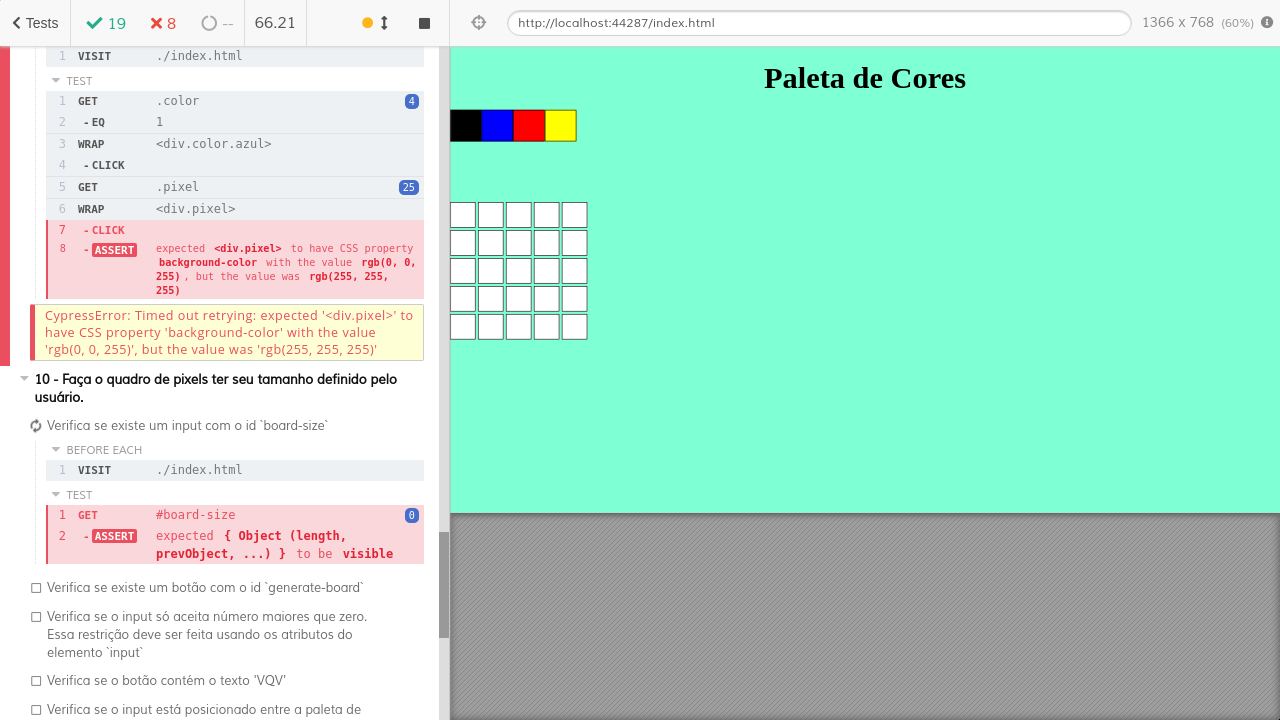 Tests 19 8 -- 66.21 http://localhost:44287/index.html 1366 x 768 (60%)
1 VISIT ./index.html
TEST
1 GET .color 4
2 - EQ 1
3 WRAP <div.color.azul>
4 - CLICK
5 GET .pixel 25
6 WRAP <div.pixel>
7 - CLICK
8 - ASSERT expected <div.pixel> to have CSS property
background-color with the value rgb(0, 0,
255) , but the value was rgb(255, 255,
255)
CypressError: Timed out retrying: expected '<div.pixel>' to
have CSS property 'background-color' with the value
'rgb(0, 0, 255)', but the value was 'rgb(255, 255, 255)'
10 - Faça o quadro de pixels ter seu tamanho definido pelo
usuário.
Verifica se existe um input com o id `board-size`
BEFORE EACH
1 VISIT ./index.html
TEST
1 GET #board-size 0
2 - ASSERT expected { Object (length,
prevObject, ...) } to be visible
Verifica se existe um botão com o id `generate-board`
Verifica se o input só aceita número maiores que zero.
Essa restrição deve ser feita usando os atributos do
elemento `input`
Verifica se o botão contém o texto 'VQV'
Verifica se o input está posicionado entre a paleta de
Paleta de Cores